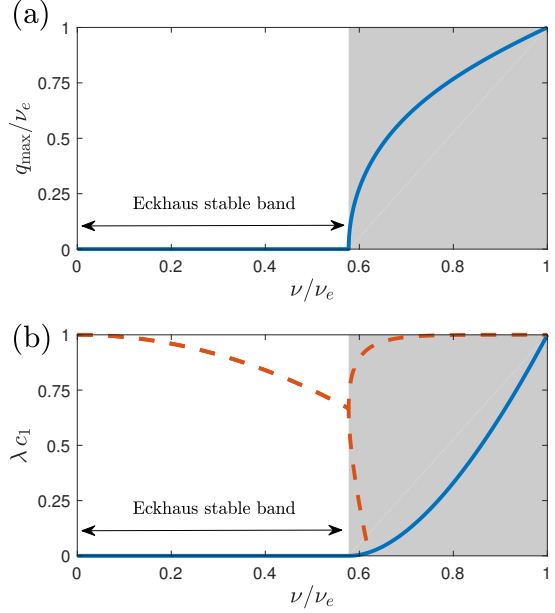 (a)
1
0.75
0.5
0.25
0
q_max/ν_e
Eckhaus stable band
0 0.2 0.4 0.6 0.8 1
ν/ν_e
(b)
1
0.75
0.5
0.25
0
λ c₁
Eckhaus stable band
0 0.2 0.4 0.6 0.8 1
ν/ν_e